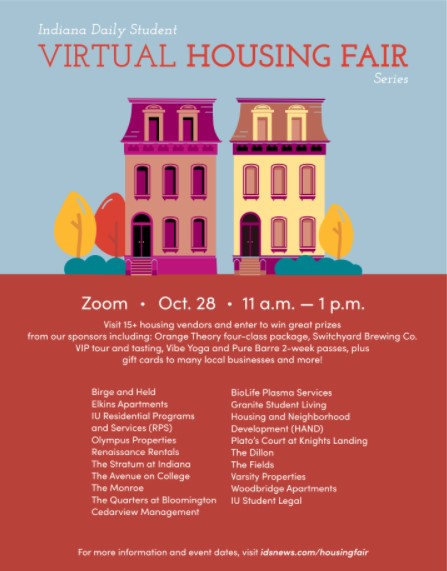 Indiana Daily Student
VIRTUAL HOUSING FAIR
Series
Zoom • Oct. 28 • 11 a.m. — 1 p.m.
Visit 15+ housing vendors and enter to win great prizes
from our sponsors including: Orange Theory four-class package, Switchyard Brewing Co.
VIP tour and tasting, Vibe Yoga and Pure Barre 2-week passes, plus
gift cards to many local businesses and more!
Birge and Held
Elkins Apartments
IU Residential Programs
and Services (RPS)
Olympus Properties
Renaissance Rentals
The Stratum at Indiana
The Avenue on College
The Monroe
The Quarters at Bloomington
Cedarview Management
BioLife Plasma Services
Granite Student Living
Housing and Neighborhood
Development (HAND)
Plato's Court at Knights Landing
The Dillon
The Fields
Varsity Properties
Woodbridge Apartments
IU Student Legal
For more information and event dates, visit idsnews.com/housingfair